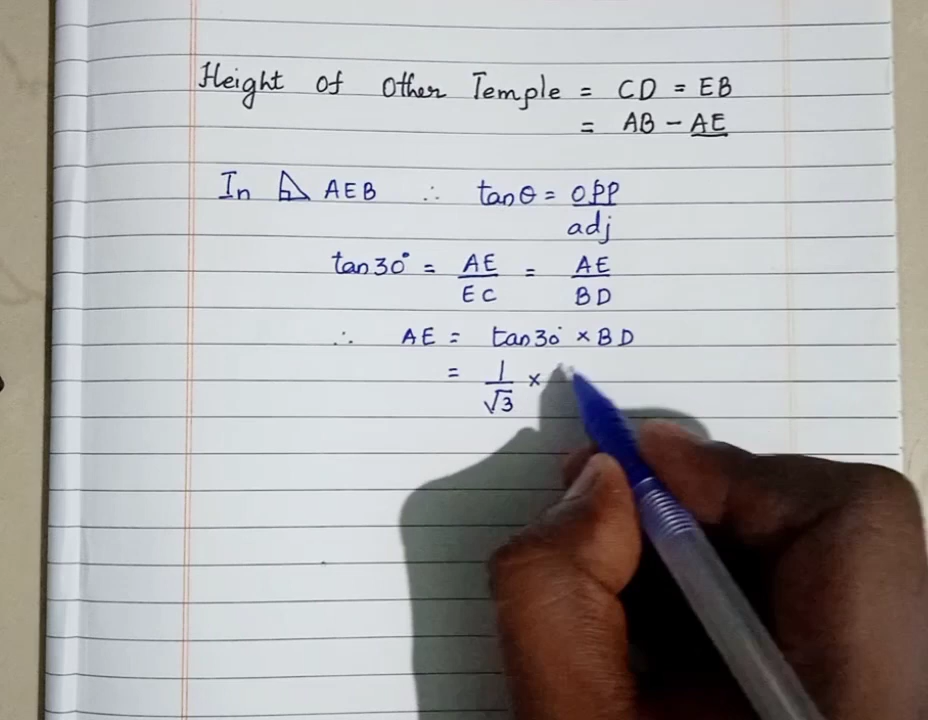 Height of Other Temple = CD = EB
= AB - AE
In ⊿ AEB ∴ tanθ = opp
adj
tan30° = AE/EC = AE/BD
∴ AE = tan30° × BD
= 1/√3 ×